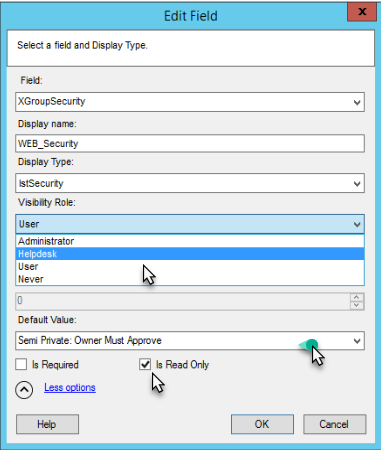 Edit Field
x
Select a field and Display Type.
Field:
XGroupSecurity
Display name:
WEB_Security
Display Type:
lstSecurity
Visibility Role:
User
Administrator
Helpdesk
User
Never
0
Default Value:
Semi Private: Owner Must Approve
Is Required
Is Read Only
Less options
Help
OK
Cancel